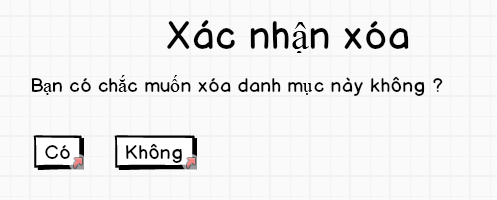 Xác nhận xóa
Bạn có chắc muốn xóa danh mục này không ?
Có
Không